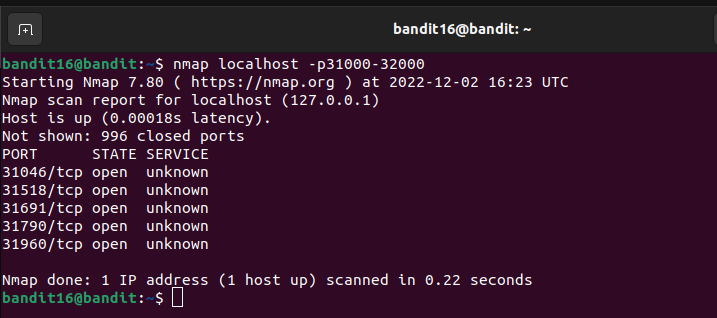 bandit16@bandit: ~
bandit16@bandit:~$ nmap localhost -p31000-32000
Starting Nmap 7.80 ( https://nmap.org ) at 2022-12-02 16:23 UTC
Nmap scan report for localhost (127.0.0.1)
Host is up (0.00018s latency).
Not shown: 996 closed ports
PORT      STATE SERVICE
31046/tcp open  unknown
31518/tcp open  unknown
31691/tcp open  unknown
31790/tcp open  unknown
31960/tcp open  unknown
Nmap done: 1 IP address (1 host up) scanned in 0.22 seconds
bandit16@bandit:~$